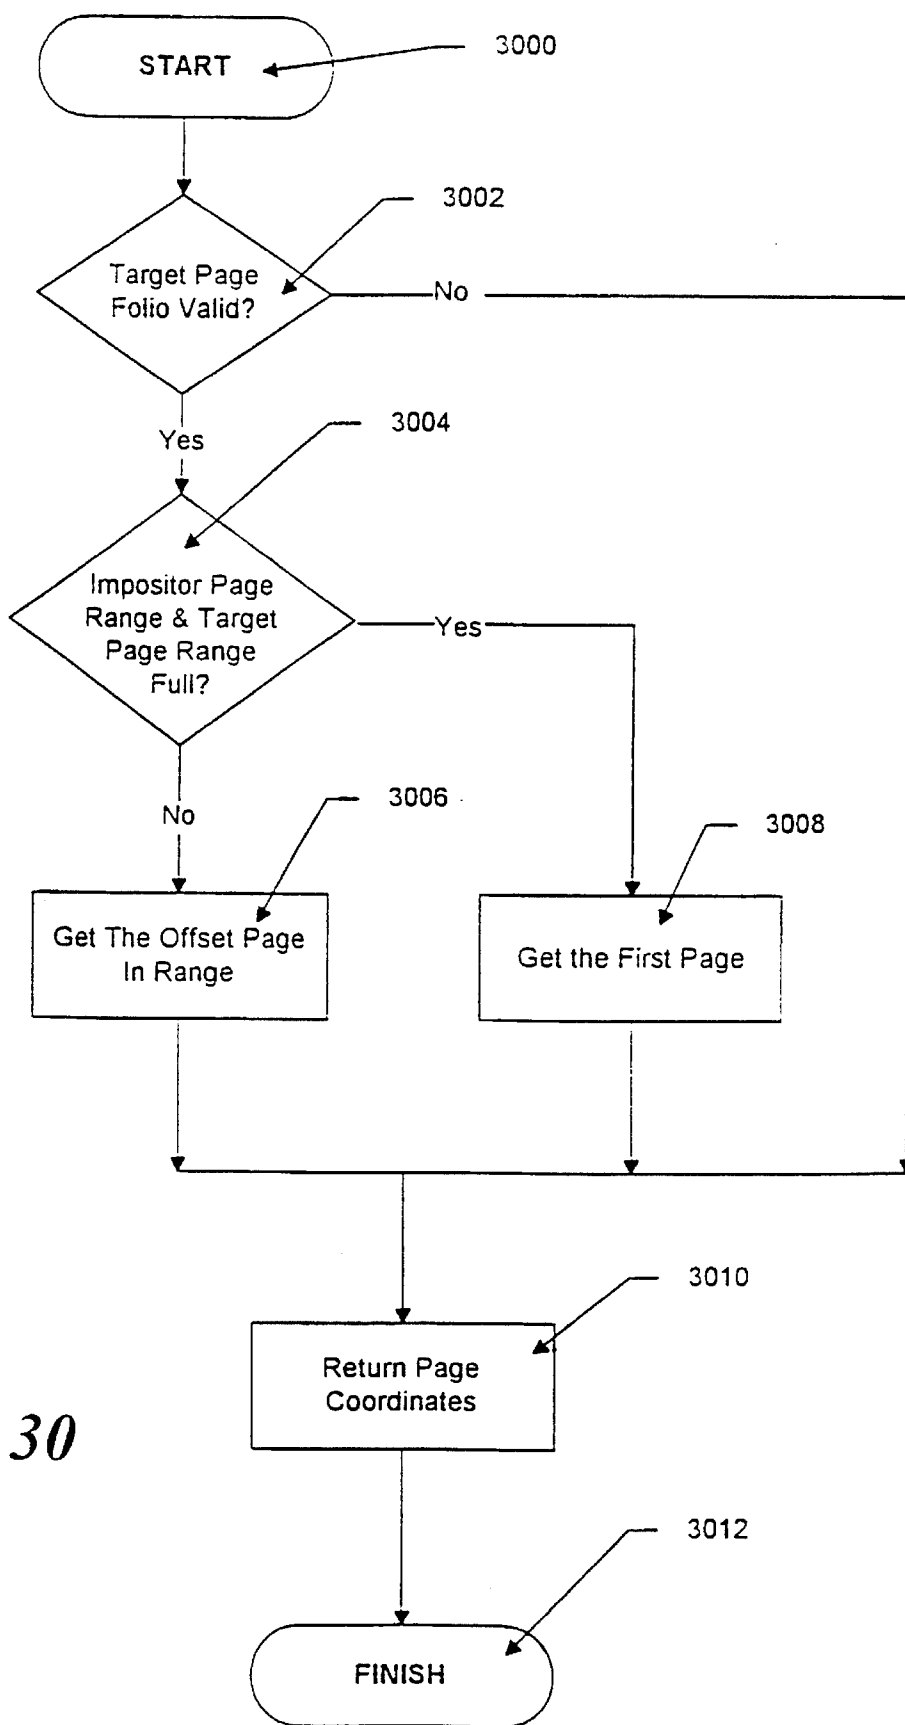 START
3000
3002
Target Page
Folio Valid?
No
Yes
3004
Impositor Page
Range & Target
Page Range
Full?
Yes
No
3006
3008
Get The Offset Page
In Range
Get the First Page
3010
Return Page
Coordinates
30
3012
FINISH